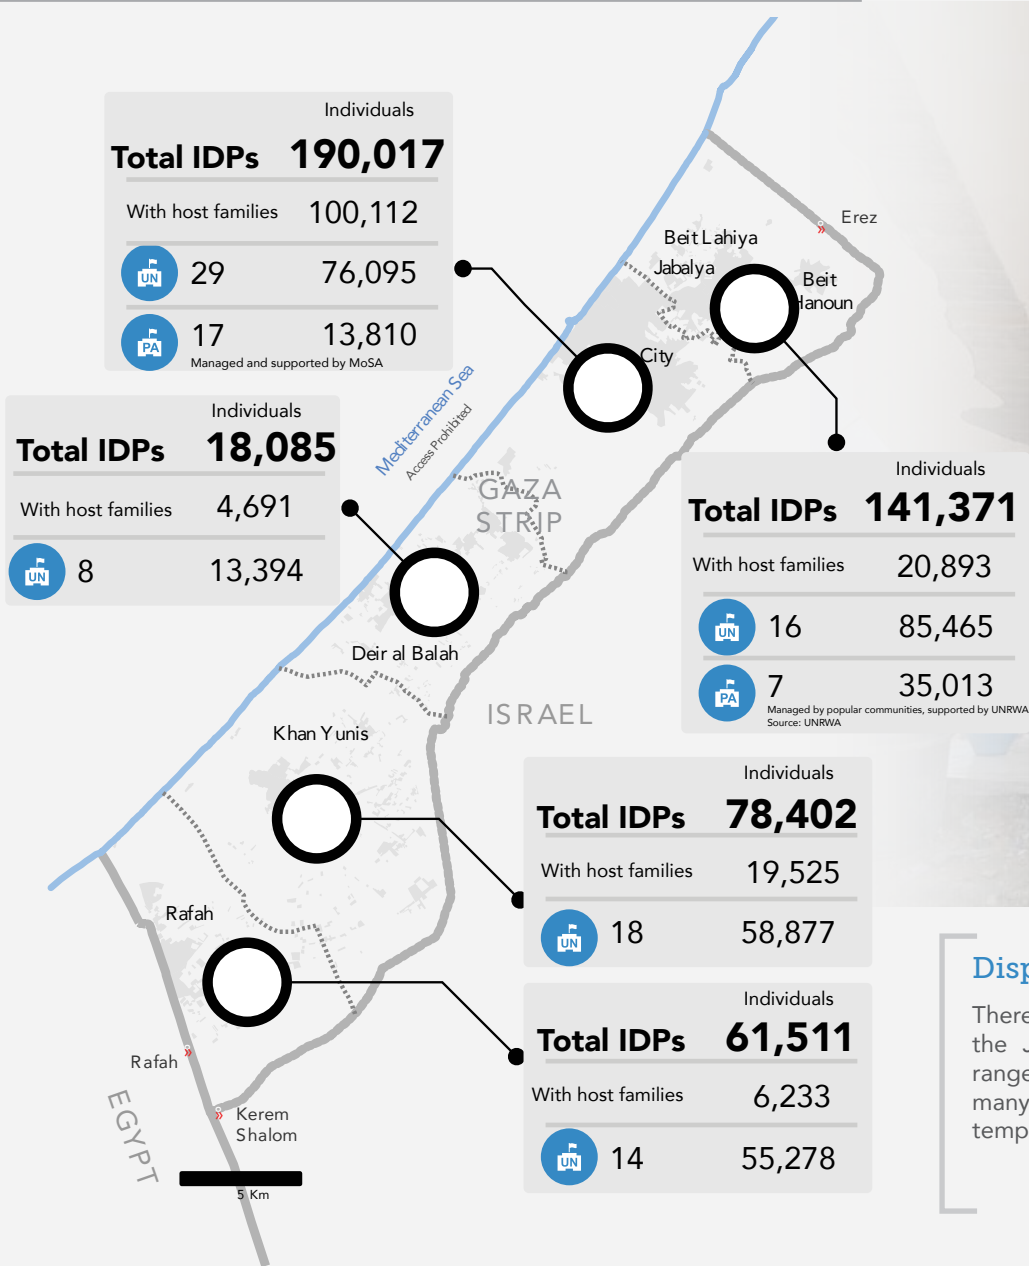 Individuals
Total IDPs 190,017
With host families 100,112
UN 29 76,095
PA 17 13,810
Managed and supported by MoSA
Individuals
Total IDPs 18,085
With host families 4,691
UN 8 13,394
Erez
Beit Lahiya
Jabalya
Beit
Hanoun
City
Mediterranean Sea
Access Prohibited
GAZA
STRIP
Individuals
Total IDPs 141,371
With host families 20,893
UN 16 85,465
PA 7 35,013
Managed by popular communities, supported by UNRWA
Source: UNRWA
Deir al Balah
ISRAEL
Khan Yunis
Individuals
Total IDPs 78,402
With host families 19,525
UN 18 58,877
Rafah
Individuals
Total IDPs 61,511
With host families 6,233
UN 14 55,278
Rafah
EGYPT
Kerem
Shalom
5 Km
Disp
There
the J
range
many
temp